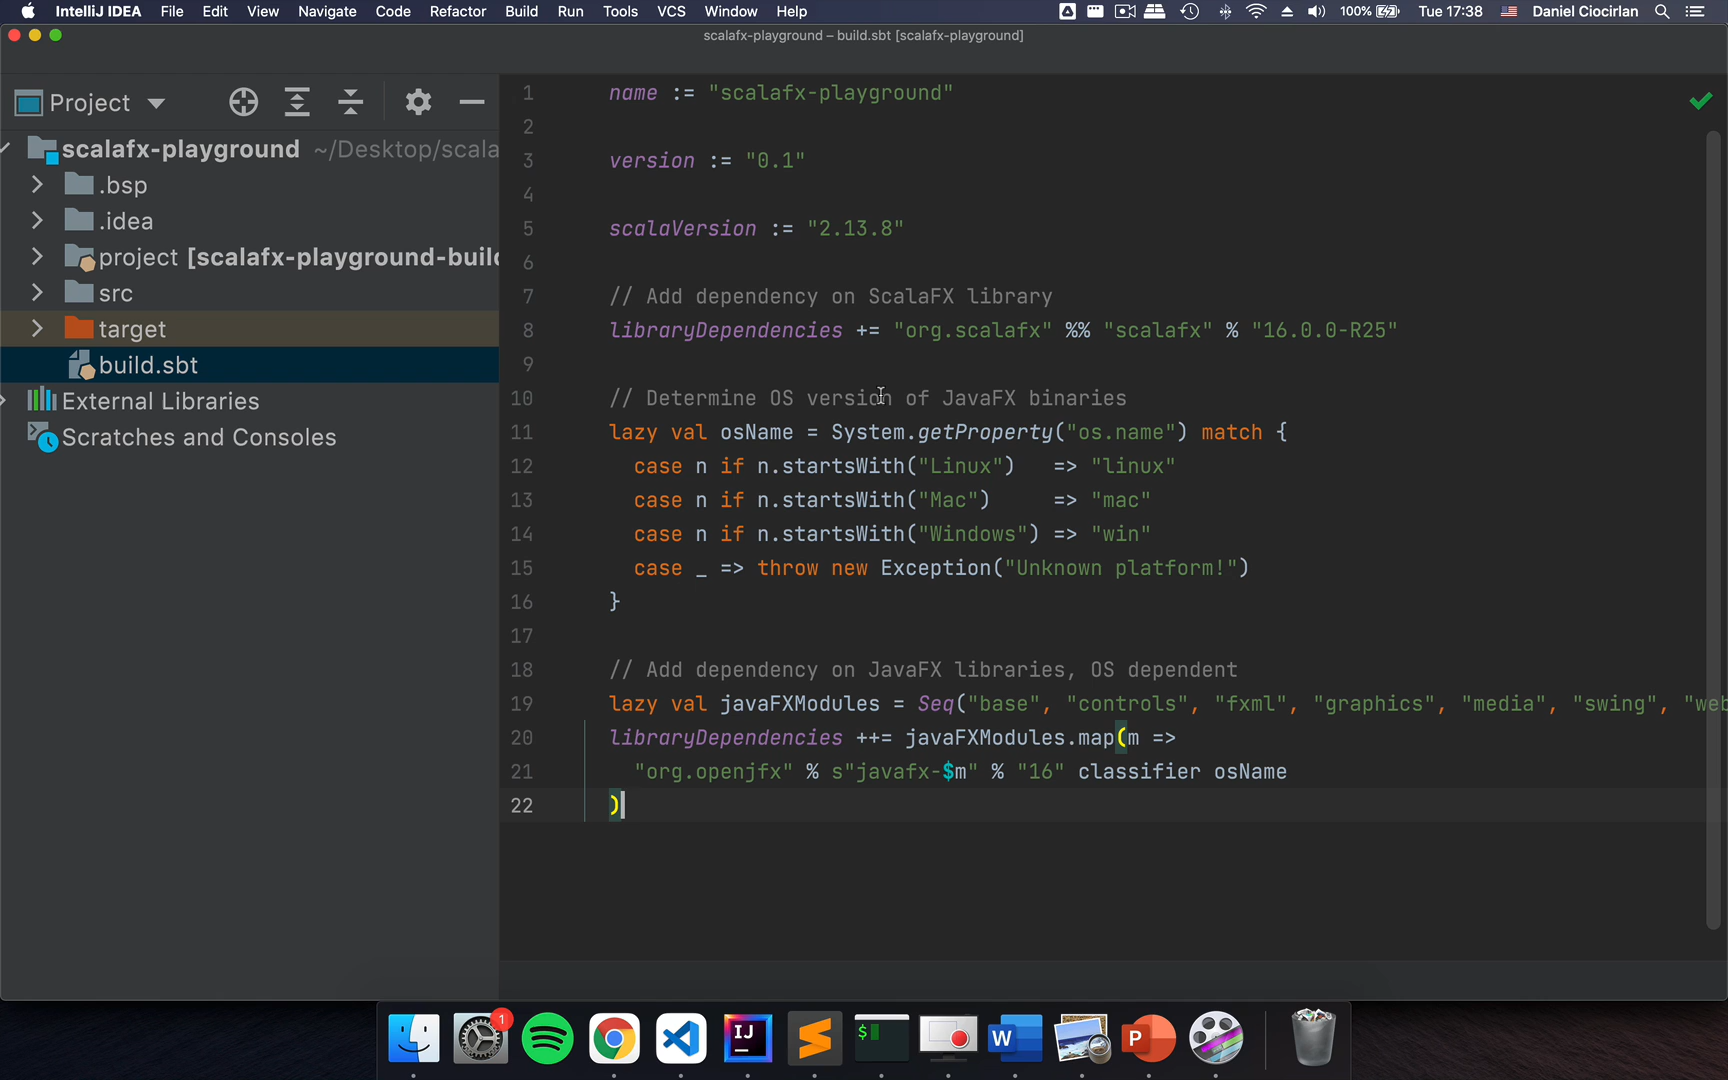 IntelliJ IDEA File Edit View Navigate Code Refactor Build Run Tools VCS Window Help 100% Tue 17:38 Daniel Ciocirlan
scalafx-playground – build.sbt [scalafx-playground]
Project
scalafx-playground ~/Desktop/scala
.bsp
.idea
project [scalafx-playground-build
src
target
build.sbt
External Libraries
Scratches and Consoles
1 name := "scalafx-playground"
2
3 version := "0.1"
4
5 scalaVersion := "2.13.8"
6
7 // Add dependency on ScalaFX library
8 libraryDependencies += "org.scalafx" %% "scalafx" % "16.0.0-R25"
9
10 // Determine OS version of JavaFX binaries
11 lazy val osName = System.getProperty("os.name") match {
12 case n if n.startsWith("Linux") => "linux"
13 case n if n.startsWith("Mac") => "mac"
14 case n if n.startsWith("Windows") => "win"
15 case _ => throw new Exception("Unknown platform!")
16 }
17
18 // Add dependency on JavaFX libraries, OS dependent
19 lazy val javaFXModules = Seq("base", "controls", "fxml", "graphics", "media", "swing", "web
20 libraryDependencies ++= javaFXModules.map(m =>
21 "org.openjfx" % s"javafx-$m" % "16" classifier osName
22 )
1
IJ
$
W
P